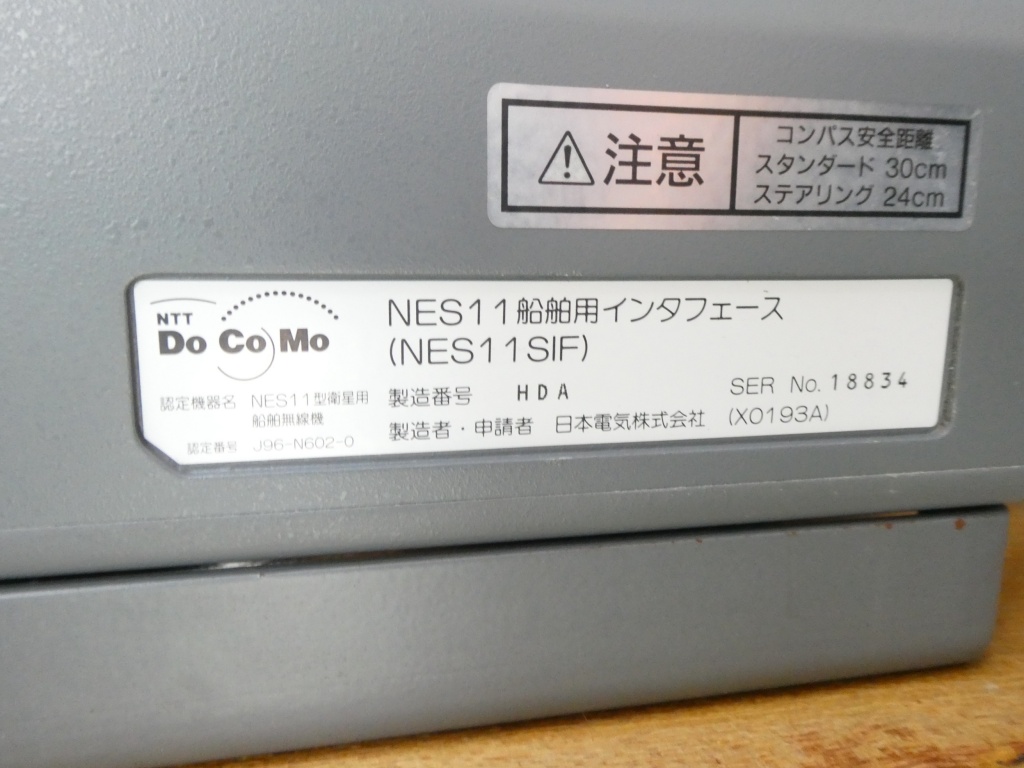 注意
コンパス安全距離
スタンダード 30cm
ステアリング 24cm
NTT
DoCoMo
NES11船舶用インタフェース
(NES11SIF)
認定機器名 NES11型衛星用
船舶無線機
認定番号 J96-N602-0
製造番号 HDA SER No. 18834
製造者・申請者 日本電気株式会社 (X0193A)